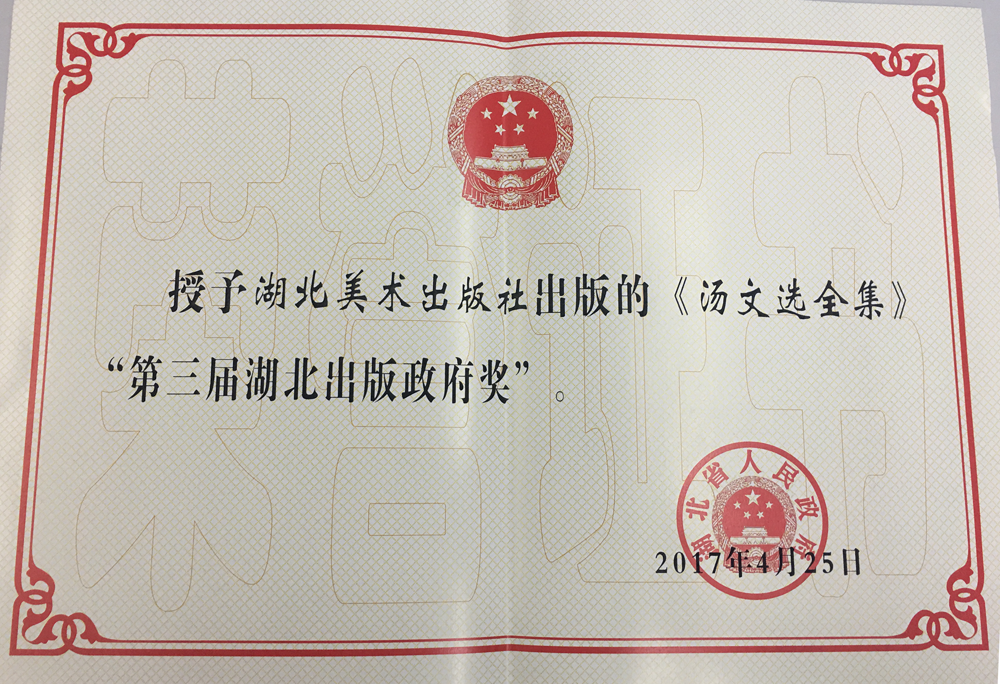 荣誉证书
授予湖北美术出版社出版的《汤文选全集》
“第三届湖北出版政府奖”。
湖北省人民政府
2017年4月25日